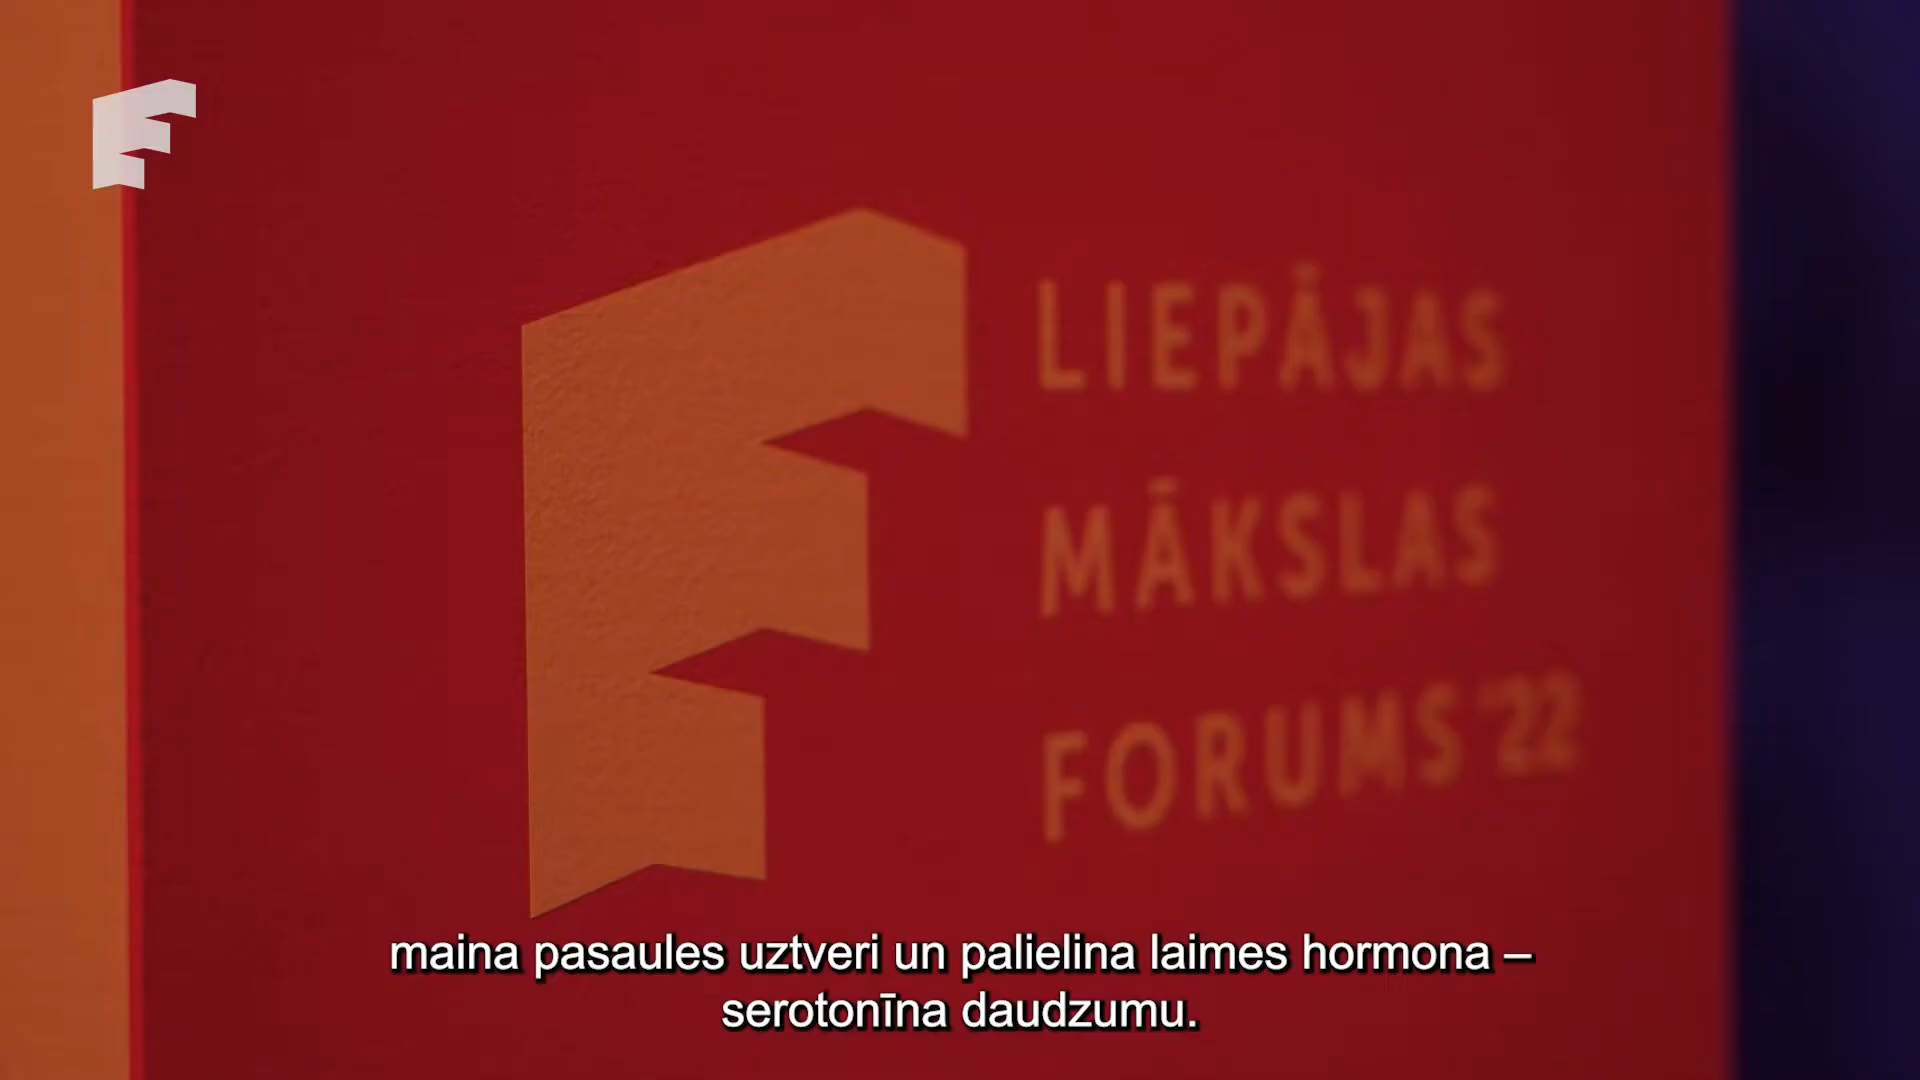 LIEPĀJAS
MĀKSLAS
FORUMS '22
maina pasaules uztveri un palielina laimes hormona –
serotonīna daudzumu.